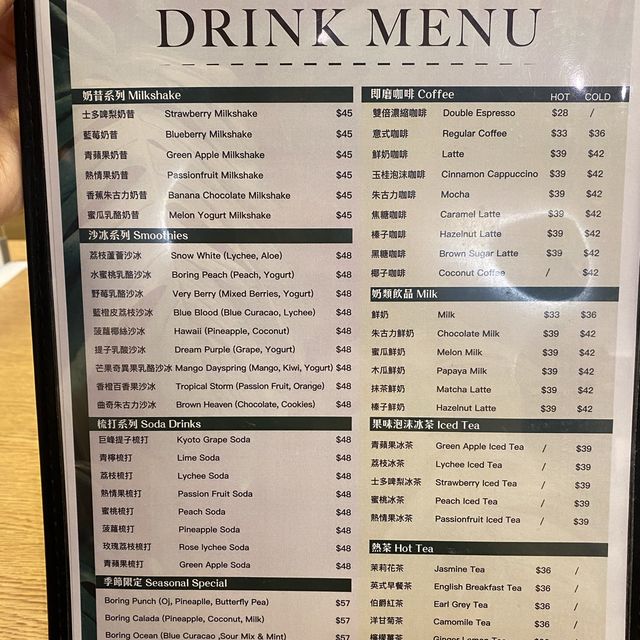 DRINK MENU
奶昔系列 Milkshake
士多啤梨奶昔 Strawberry Milkshake $45
藍莓奶昔 Blueberry Milkshake $45
青蘋果奶昔 Green Apple Milkshake $45
熱情果奶昔 Passionfruit Milkshake $45
香蕉朱古力奶昔 Banana Chocolate Milkshake $45
蜜瓜乳酪奶昔 Melon Yogurt Milkshake $45
沙冰系列 Smoothies
荔枝蘆薈沙冰 Snow White (Lychee, Aloe) $48
水蜜桃乳酪沙冰 Boring Peach (Peach, Yogurt) $48
野莓乳酪沙冰 Very Berry (Mixed Berries, Yogurt) $48
藍橙皮荔枝沙冰 Blue Blood (Blue Curacao, Lychee) $48
菠蘿椰絲沙冰 Hawaii (Pineapple, Coconut) $48
提子乳酸沙冰 Dream Purple (Grape, Yogurt) $48
芒果奇異果乳酪沙冰 Mango Dayspring (Mango, Kiwi, Yogurt) $48
香橙百香果沙冰 Tropical Storm (Passion Fruit, Orange) $48
曲奇朱古力沙冰 Brown Heaven (Chocolate, Cookies) $48
梳打系列 Soda Drinks
巨峰提子梳打 Kyoto Grape Soda $48
青檸梳打 Lime Soda $48
荔枝梳打 Lychee Soda $48
熱情果梳打 Passion Fruit Soda $48
蜜桃梳打 Peach Soda $48
菠蘿梳打 Pineapple Soda $48
玫瑰荔枝梳打 Rose lychee Soda $48
青蘋果梳打 Green Apple Soda $48
季節限定 Seasonal Special
Boring Punch (Oj, Pineaplle, Butterfly Pea) $57
Boring Calada (Pineapple, Coconut, Milk) $57
Boring Ocean (Blue Curacao ,Sour Mix & Mint) $57
即磨咖啡 Coffee HOT COLD
雙倍濃縮咖啡 Double Espresso $28 /
意式咖啡 Regular Coffee $33 $36
鮮奶咖啡 Latte $39 $42
玉桂泡沫咖啡 Cinnamon Cappuccino $39 $42
朱古力咖啡 Mocha $39 $42
焦糖咖啡 Caramel Latte $39 $42
榛子咖啡 Hazelnut Latte $39 $42
黑糖咖啡 Brown Sugar Latte $39 $42
椰子咖啡 Coconut Coffee / $42
奶類飲品 Milk
鮮奶 Milk $33 $36
朱古力鮮奶 Chocolate Milk $39 $42
蜜瓜鮮奶 Melon Milk $39 $42
木瓜鮮奶 Papaya Milk $39 $42
抹茶鮮奶 Matcha Latte $39 $42
榛子鮮奶 Hazelnut Latte $39 $42
果味泡沫冰茶 Iced Tea
青蘋果冰茶 Green Apple Iced Tea / $39
荔枝冰茶 Lychee Iced Tea / $39
士多啤梨冰茶 Strawberry Iced Tea / $39
蜜桃冰茶 Peach Iced Tea / $39
熱情果冰茶 Passionfruit Iced Tea / $39
熱茶 Hot Tea
茉莉花茶 Jasmine Tea $36 /
英式早餐茶 English Breakfast Tea $36 /
伯爵紅茶 Earl Grey Tea $36 /
洋甘菊茶 Camomile Tea $36 /
檸檬薑茶 Ginger Lemon Tea $36 /